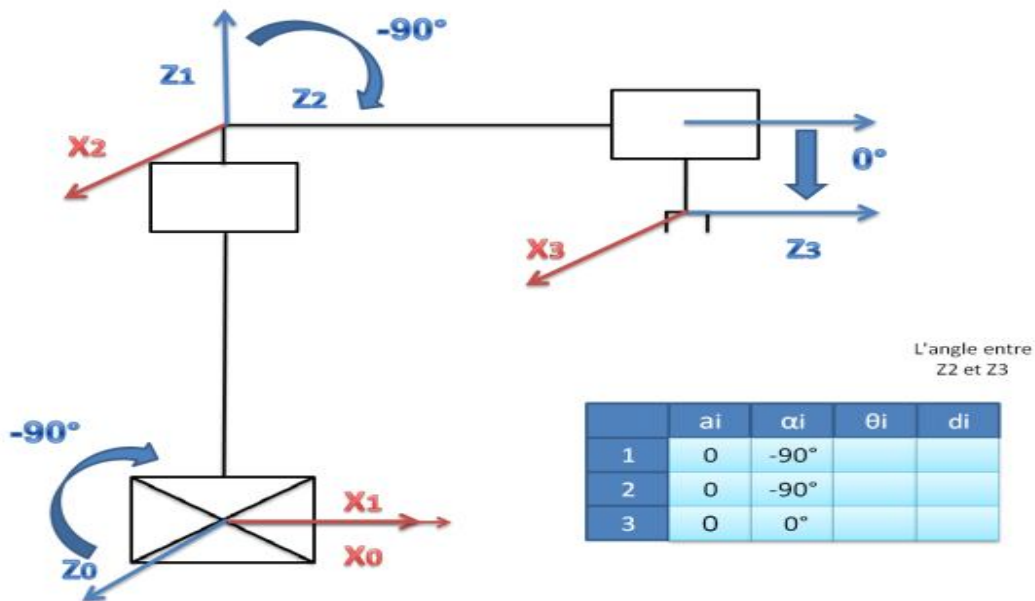 -90°
Z1
Z2
X2
0°
X3
Z3
L'angle entre
Z2 et Z3
-90°
X1
X0
Z0
ai αi θi di
1 0 -90°
2 0 -90°
3 0 0°